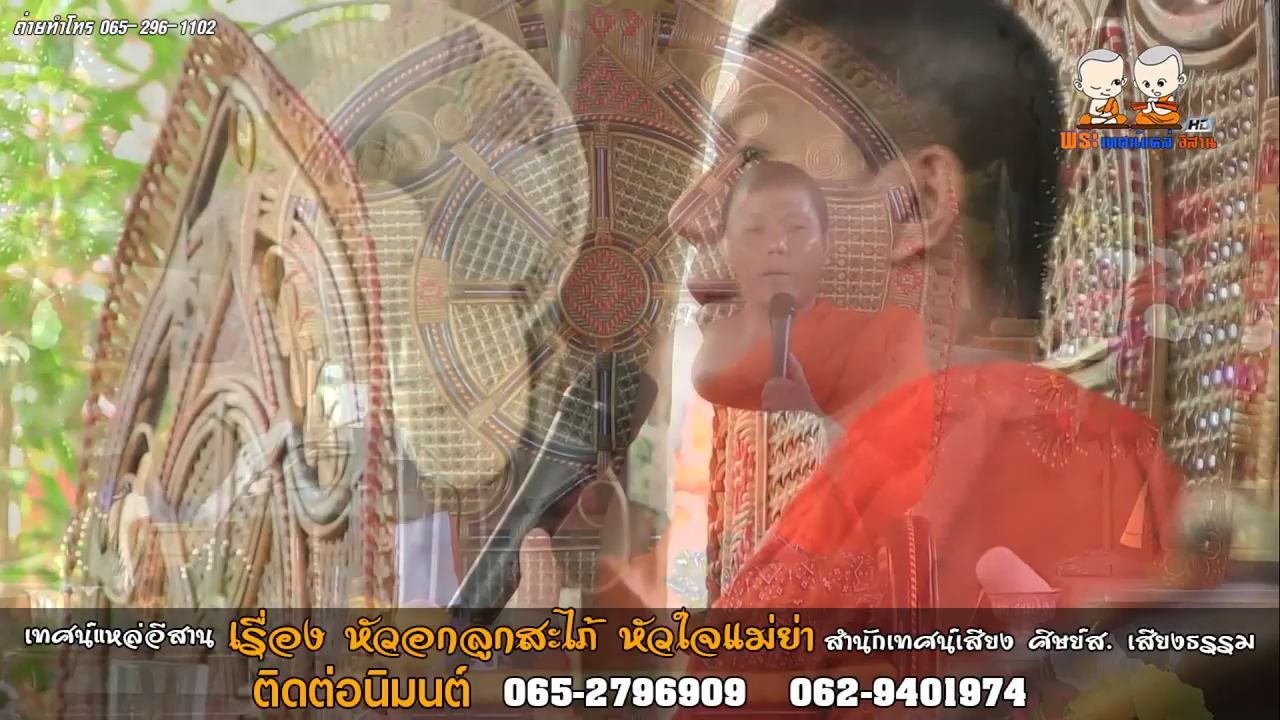 ถ่ายทำโทร 065-296-1102
HD
พระเทศน์แหล่ อีสาน
เทศน์แหล่อีสาน เรื่อง หัวอกลูกสะไภ้ หัวใจแม่ย่า สำนักเทศน์เสียง ศิษย์ส. เสียงธรรม
ติดต่อนิมนต์ 065-2796909 062-9401974